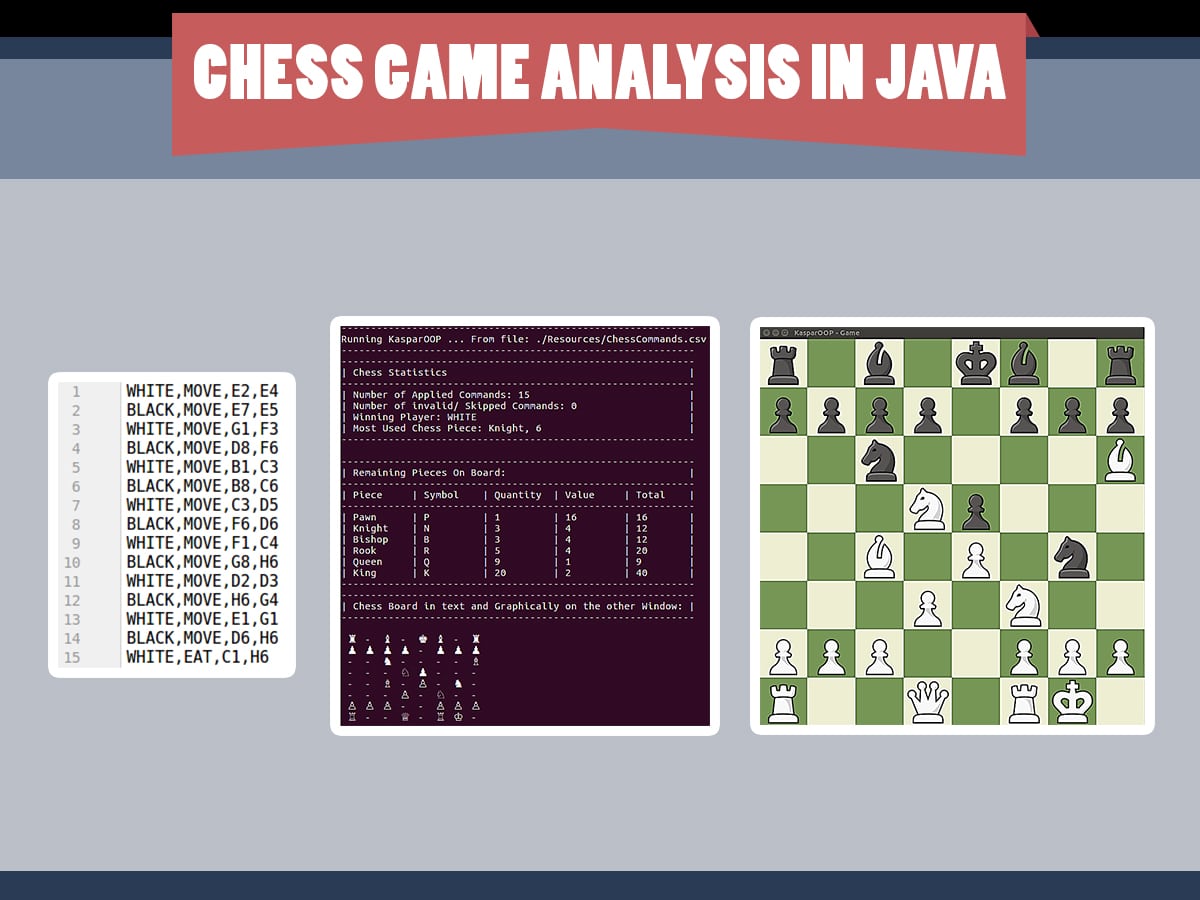 CHESS GAME ANALYSIS IN JAVA
1 WHITE,MOVE,E2,E4
2 BLACK,MOVE,E7,E5
3 WHITE,MOVE,G1,F3
4 BLACK,MOVE,D8,F6
5 WHITE,MOVE,B1,C3
6 BLACK,MOVE,B8,C6
7 WHITE,MOVE,C3,D5
8 BLACK,MOVE,F6,D6
9 WHITE,MOVE,F1,C4
10 BLACK,MOVE,G8,H6
11 WHITE,MOVE,D2,D3
12 BLACK,MOVE,H6,G4
13 WHITE,MOVE,E1,G1
14 BLACK,MOVE,D6,H6
15 WHITE,EAT,C1,H6
Running KasparOOP ... From file: ./Resources/ChessCommands.csv
| Chess Statistics |
| Number of Applied Commands: 15 |
| Number of invalid/ Skipped Commands: 0 |
| Winning Player: WHITE |
| Most Used Chess Piece: Knight, 6 |
| Remaining Pieces On Board: |
| Piece | Symbol | Quantity | Value | Total |
| Pawn | P | 1 | 16 | 16 |
| Knight | N | 3 | 4 | 12 |
| Bishop | B | 3 | 4 | 12 |
| Rook | R | 5 | 4 | 20 |
| Queen | Q | 9 | 1 | 9 |
| King | K | 20 | 2 | 40 |
| Chess Board in text and Graphically on the other Window: |
♜ - ♝ - ♚ ♝ - ♜
♟ ♟ ♟ ♟ - ♟ ♟ ♟
- - ♞ - - - - ♗
- - - ♘ ♟ - - -
- - ♗ - ♙ - ♞ -
- - - ♙ - ♘ - -
♙ ♙ ♙ - - ♙ ♙ ♙
♖ - - ♕ - ♖ ♔ -
KasparOOP - Game